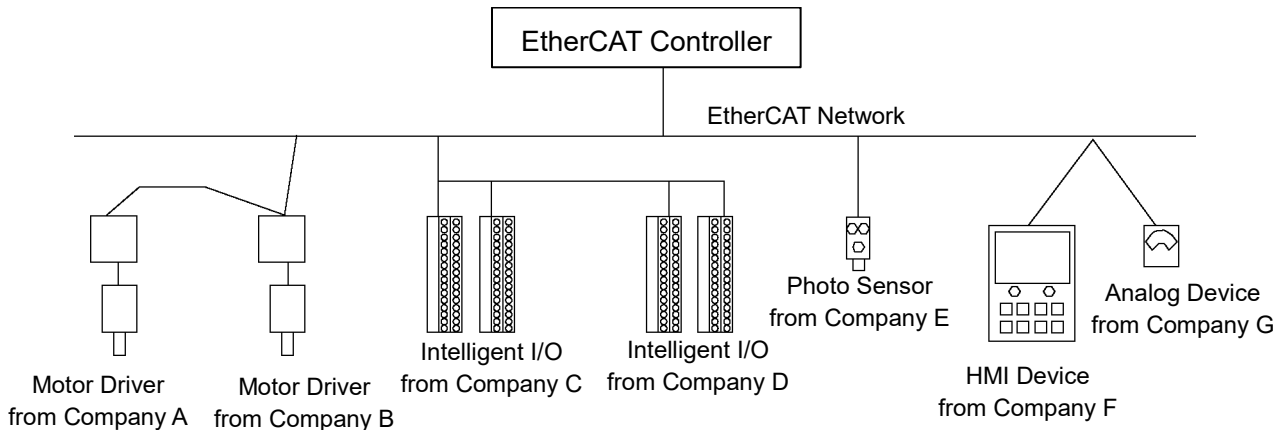 EtherCAT Controller
EtherCAT Network
Motor Driver
from Company A
Motor Driver
from Company B
Intelligent I/O
from Company C
Intelligent I/O
from Company D
Photo Sensor
from Company E
HMI Device
from Company F
Analog Device
from Company G